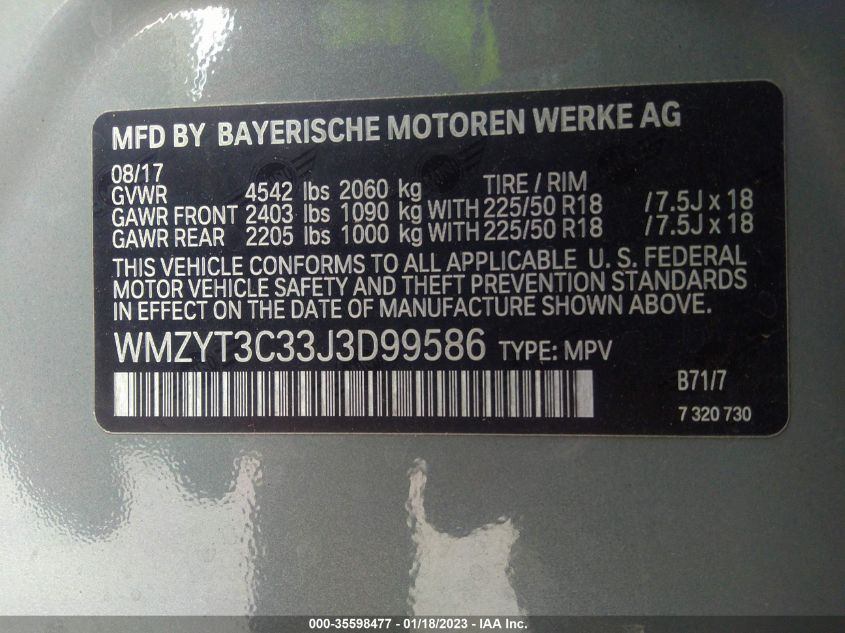 MFD BY BAYERISCHE MOTOREN WERKE AG
08/17
GVWR 4542 lbs 2060 kg TIRE / RIM
GAWR FRONT 2403 lbs 1090 kg WITH 225/50 R18 /7.5J x 18
GAWR REAR 2205 lbs 1000 kg WITH 225/50 R18 /7.5J x 18
THIS VEHICLE CONFORMS TO ALL APPLICABLE U. S. FEDERAL
MOTOR VEHICLE SAFETY AND THEFT PREVENTION STANDARDS
IN EFFECT ON THE DATE OF MANUFACTURE SHOWN ABOVE.
WMZYT3C33J3D99586 TYPE: MPV
B71/7
7 320 730
000-35598477 - 01/18/2023 - IAA Inc.